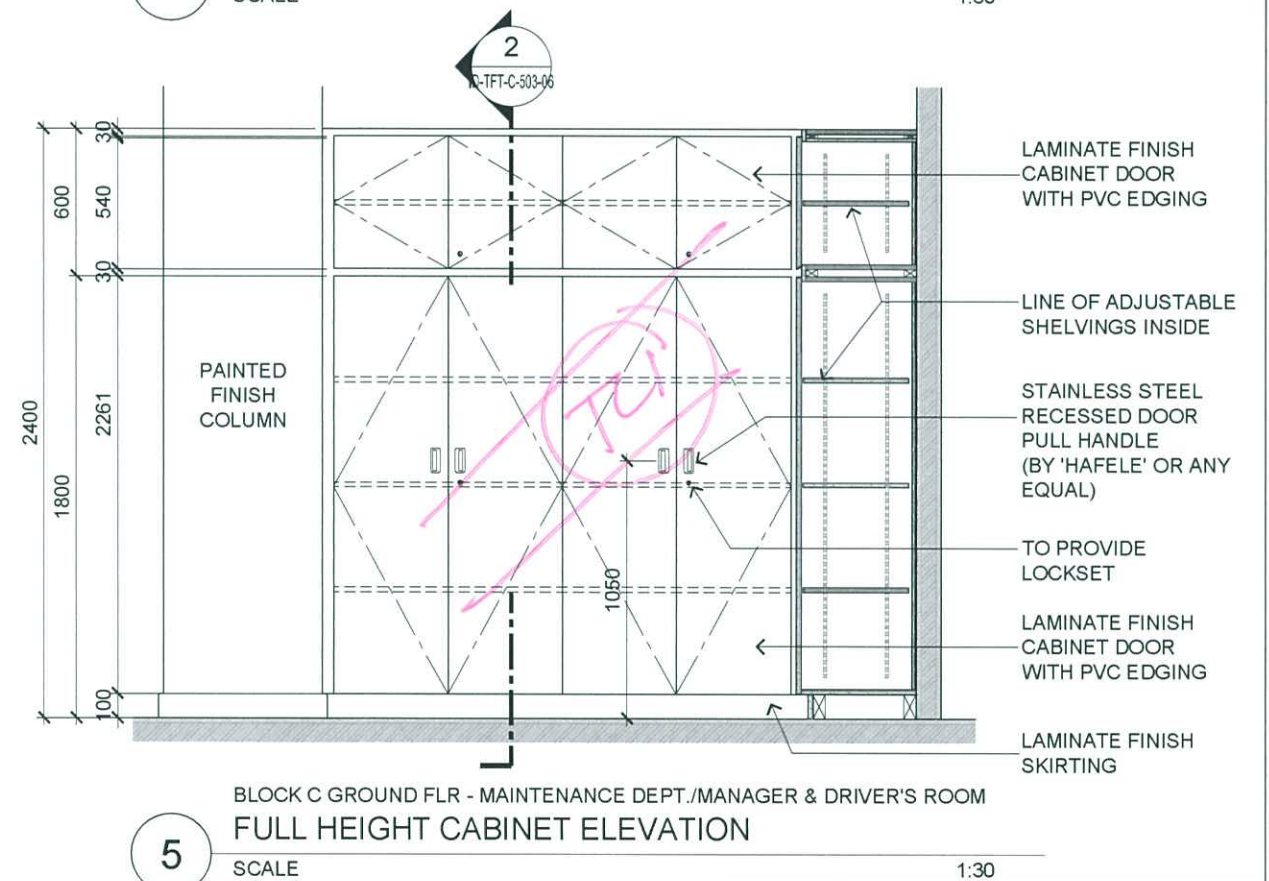 SCALE
2
-TFT-C-503-06
30
600
540
30
2400
2261
1800
100
PAINTED
FINISH
COLUMN
TCI
1050
LAMINATE FINISH
CABINET DOOR
WITH PVC EDGING
LINE OF ADJUSTABLE
SHELVINGS INSIDE
STAINLESS STEEL
RECESSED DOOR
PULL HANDLE
(BY 'HAFELE' OR ANY
EQUAL)
TO PROVIDE
LOCKSET
LAMINATE FINISH
CABINET DOOR
WITH PVC EDGING
LAMINATE FINISH
SKIRTING
BLOCK C GROUND FLR - MAINTENANCE DEPT./MANAGER & DRIVER'S ROOM
5
FULL HEIGHT CABINET ELEVATION
SCALE 1:30